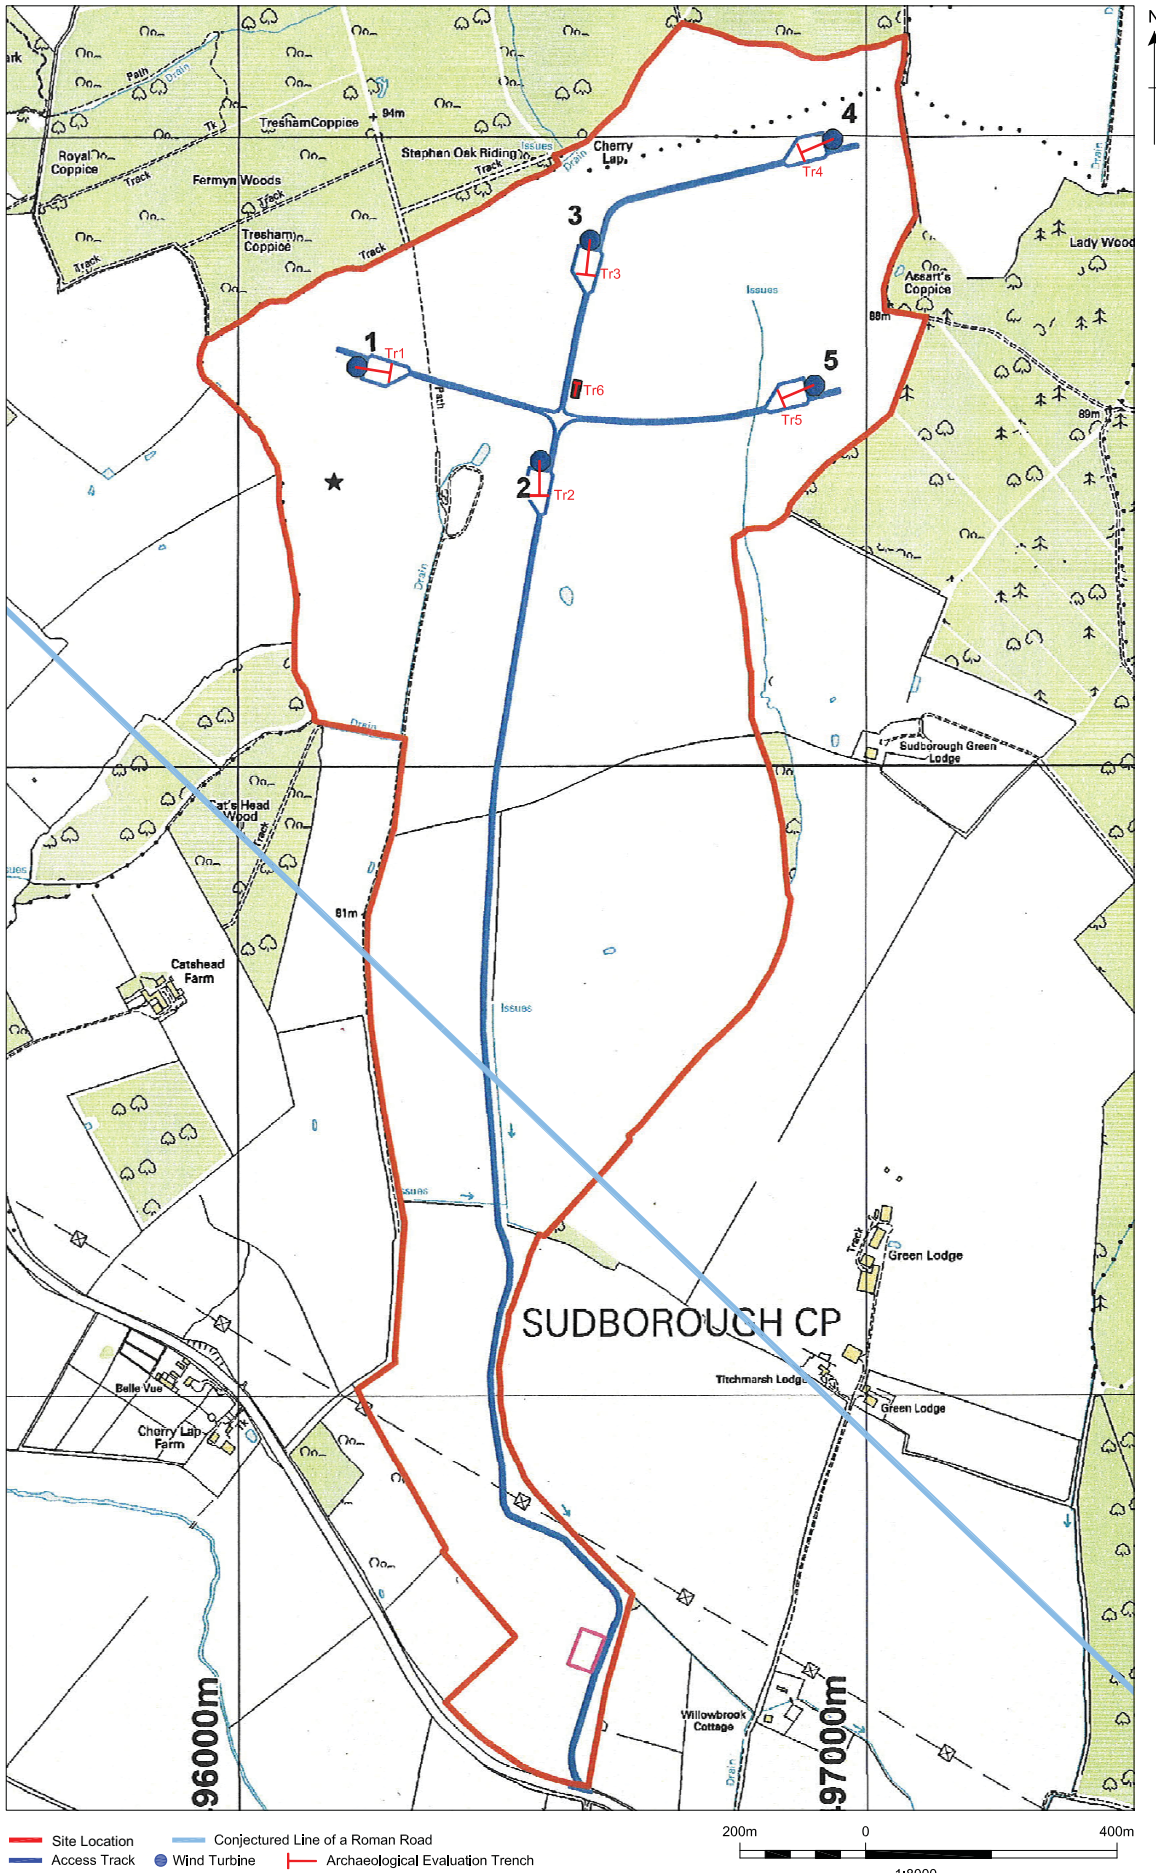 N
ark
Path
Drain
Tresham Coppice
94m
Tk
Royal
Coppice
Track
Fermyn Woods
Track
Stephen Oak Riding
Track
Issues
Drain
Cherry
Lap
4
Tr4
Drain
Tresham
Coppice
Track
Track
3
Tr3
Lady Wood
Assart's
Coppice
Issues
88m
1
Tr1
Path
Tr6
5
Tr5
89m
2
Tr2
Drain
Drain
Sudborough Green
Lodge
Cat's Head
Wood
Track
81m
Catshead
Farm
Issues
Track
Green Lodge
SUDBOROUGH CP
Belle Vue
Titchmarsh Lodge
Green Lodge
Cherry Lap
Farm
Willowbrook
Cottage
Drain
96000m
97000m
Site Location
Conjectured Line of a Roman Road
200m 0 400m
Access Track
Wind Turbine
Archaeological Evaluation Trench
1:8000